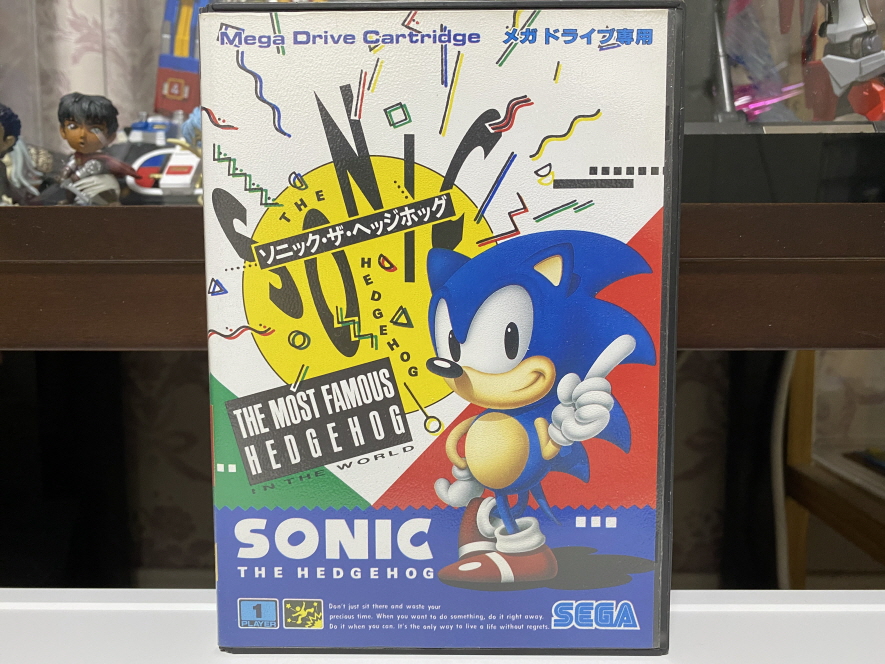 Mega Drive Cartridge メガドライブ専用
THE
SONIC
ソニック・ザ・ヘッジホッグ
HEDGEHOG
THE MOST FAMOUS
HEDGEHOG
IN THE WORLD
SONIC
THE HEDGEHOG
1
PLAYER
Don't just sit there and waste your
precious time. When you want to do something, do it right away.
Do it when you can. It's the only way to live a life without regrets.
SEGA
4